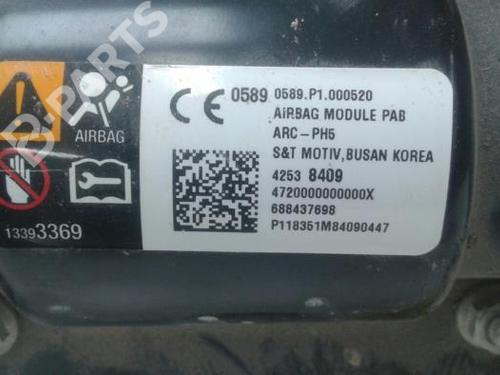 B-PARTS
0589
0589.P1.000520
AIRBAG MODULE PAB
ARC-PH5
S&T MOTIV,BUSAN KOREA
4253 8409
4720000000000X
688437698
P118351M84090447
AIRBAG
13393369